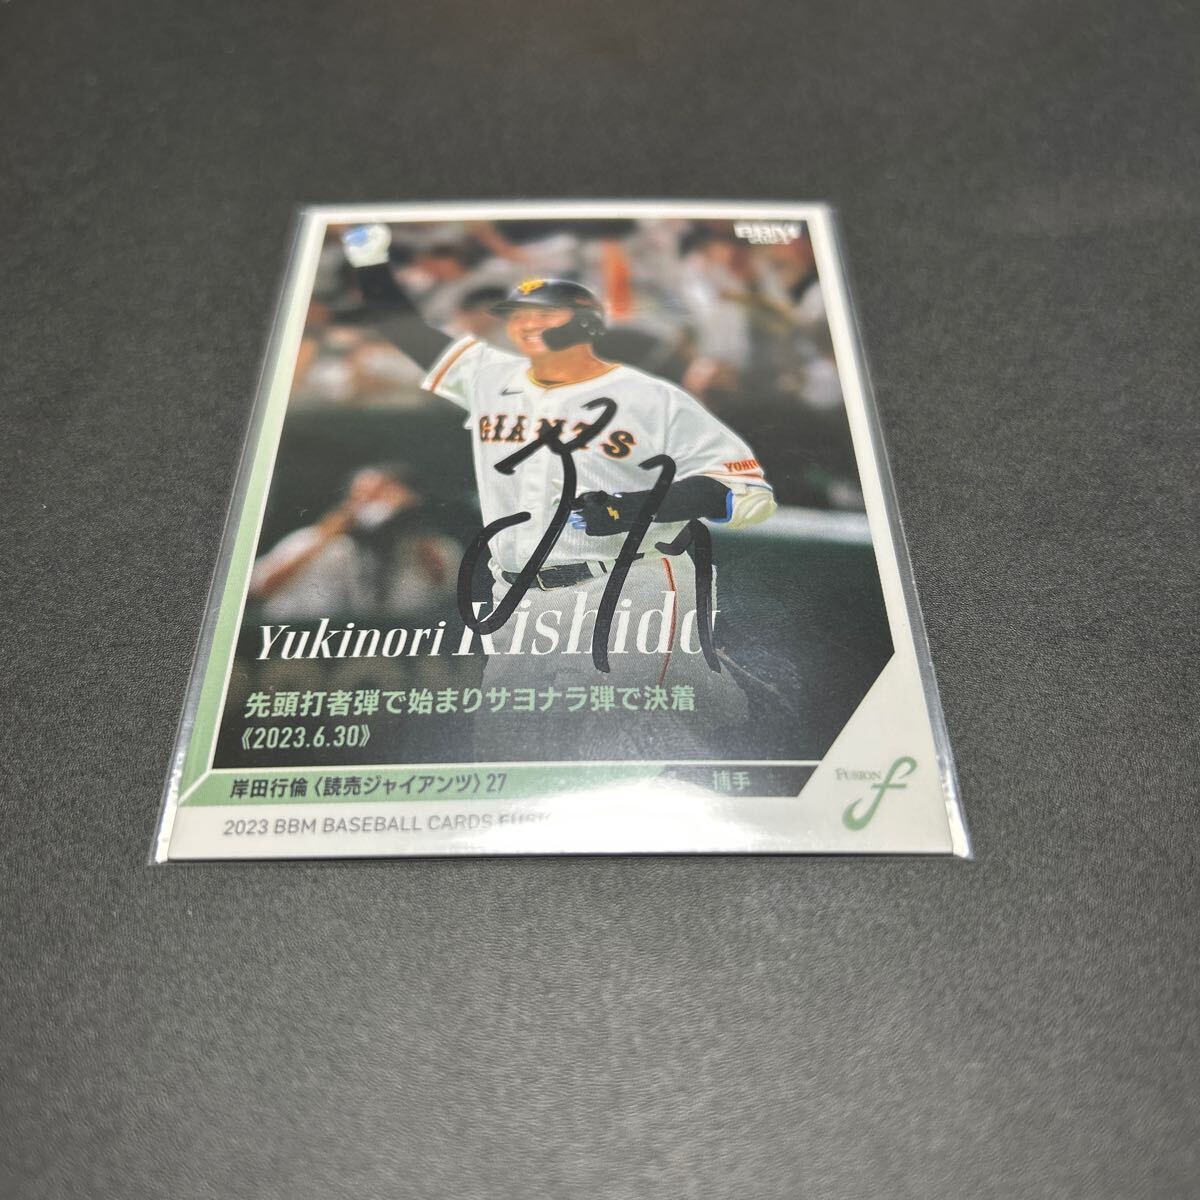 BBM
2023
GIANTS
Yukinori Kishida
先頭打者弾で始まりサヨナラ弾で決着
《2023.6.30》
岸田行倫〈読売ジャイアンツ〉27 捕手
FUSION
2023 BBM BASEBALL CARDS FUSION